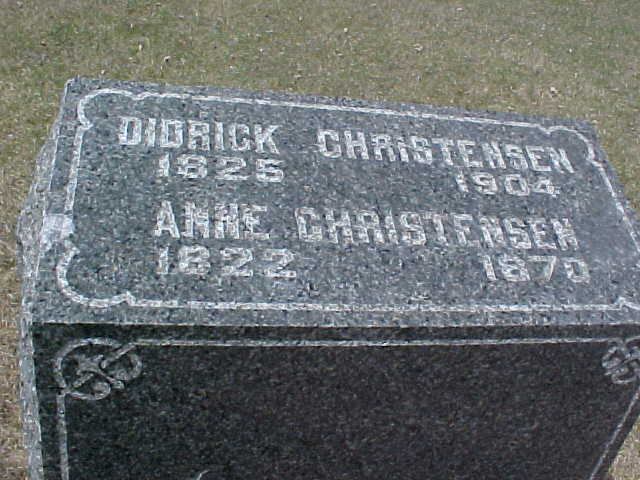 DIDRICK CHRISTENSEN
1825 1904
ANNE CHRISTENSEN
1822 1870